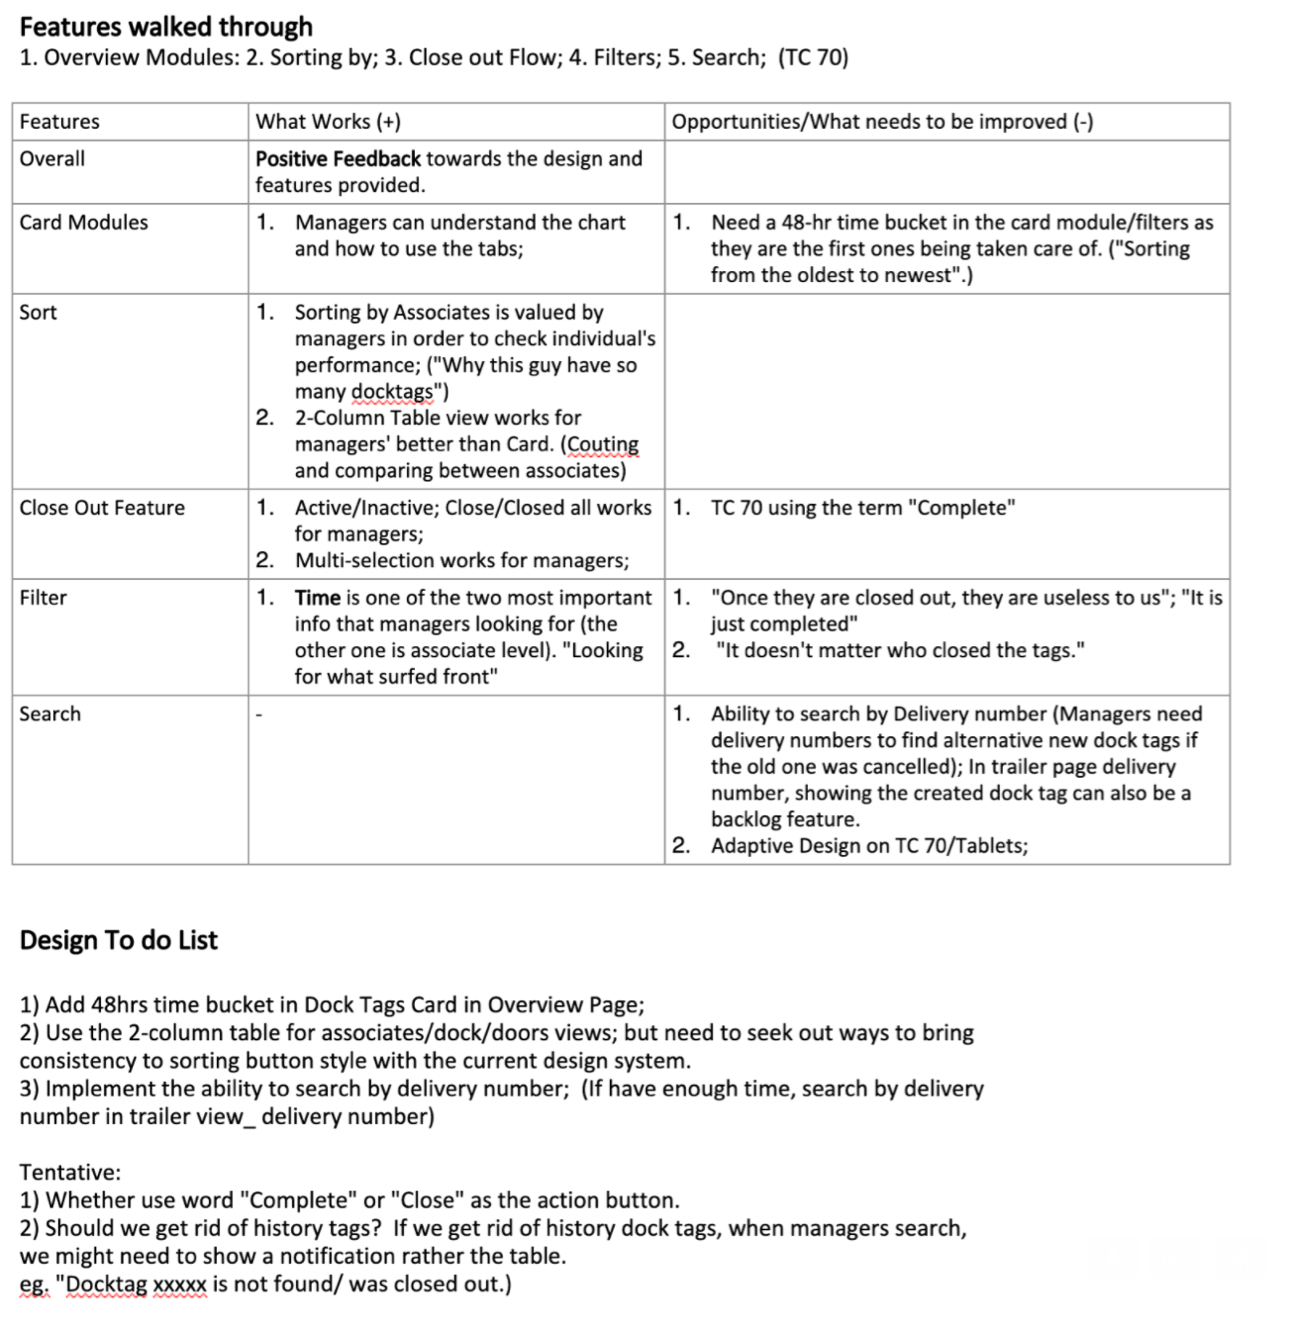 Features walked through
1. Overview Modules: 2. Sorting by; 3. Close out Flow; 4. Filters; 5. Search;  (TC 70)
Features
What Works (+)
Opportunities/What needs to be improved (-)
Overall
Positive Feedback towards the design and
features provided.
Card Modules
1. Managers can understand the chart
and how to use the tabs;
1. Need a 48-hr time bucket in the card module/filters as
they are the first ones being taken care of. ("Sorting
from the oldest to newest".)
Sort
1. Sorting by Associates is valued by
managers in order to check individual's
performance; ("Why this guy have so
many docktags")
2. 2-Column Table view works for
managers' better than Card. (Couting
and comparing between associates)
Close Out Feature
1. Active/Inactive; Close/Closed all works
for managers;
2. Multi-selection works for managers;
1. TC 70 using the term "Complete"
Filter
1. Time is one of the two most important
info that managers looking for (the
other one is associate level). "Looking
for what surfed front"
1. "Once they are closed out, they are useless to us"; "It is
just completed"
2. "It doesn't matter who closed the tags."
Search
-
1. Ability to search by Delivery number (Managers need
delivery numbers to find alternative new dock tags if
the old one was cancelled); In trailer page delivery
number, showing the created dock tag can also be a
backlog feature.
2. Adaptive Design on TC 70/Tablets;
Design To do List
1) Add 48hrs time bucket in Dock Tags Card in Overview Page;
2) Use the 2-column table for associates/dock/doors views; but need to seek out ways to bring
consistency to sorting button style with the current design system.
3) Implement the ability to search by delivery number;  (If have enough time, search by delivery
number in trailer view_ delivery number)
Tentative:
1) Whether use word "Complete" or "Close" as the action button.
2) Should we get rid of history tags?  If we get rid of history dock tags, when managers search,
we might need to show a notification rather the table.
eg. "Docktag xxxxx is not found/ was closed out.)